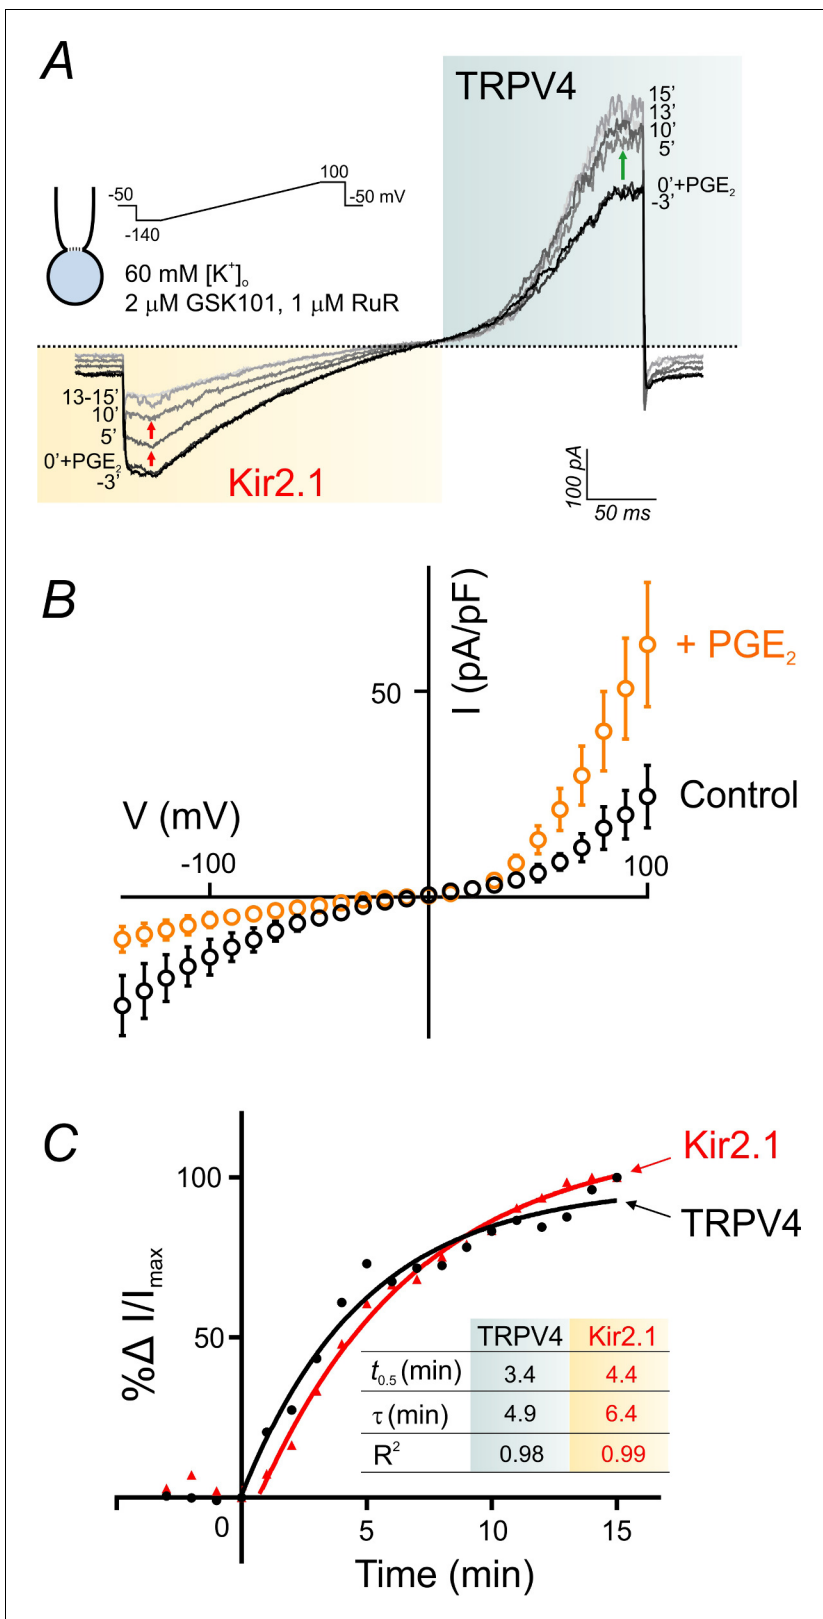 A
TRPV4
15'
13'
10'
5'
0'+PGE₂
-3'
-50
100
-50 mV
-140
60 mM [K⁺]ₒ
2 μM GSK101, 1 μM RuR
13-15'
10'
5'
0'+PGE₂
-3'
Kir2.1
100 pA
50 ms
B
I (pA/pF)
+ PGE₂
50
Control
V (mV)
-100
100
C
Kir2.1
100
TRPV4
%Δ I/Imax
50
TRPV4 Kir2.1
t0.5 (min) 3.4 4.4
τ (min) 4.9 6.4
R² 0.98 0.99
0 5 10 15
Time (min)